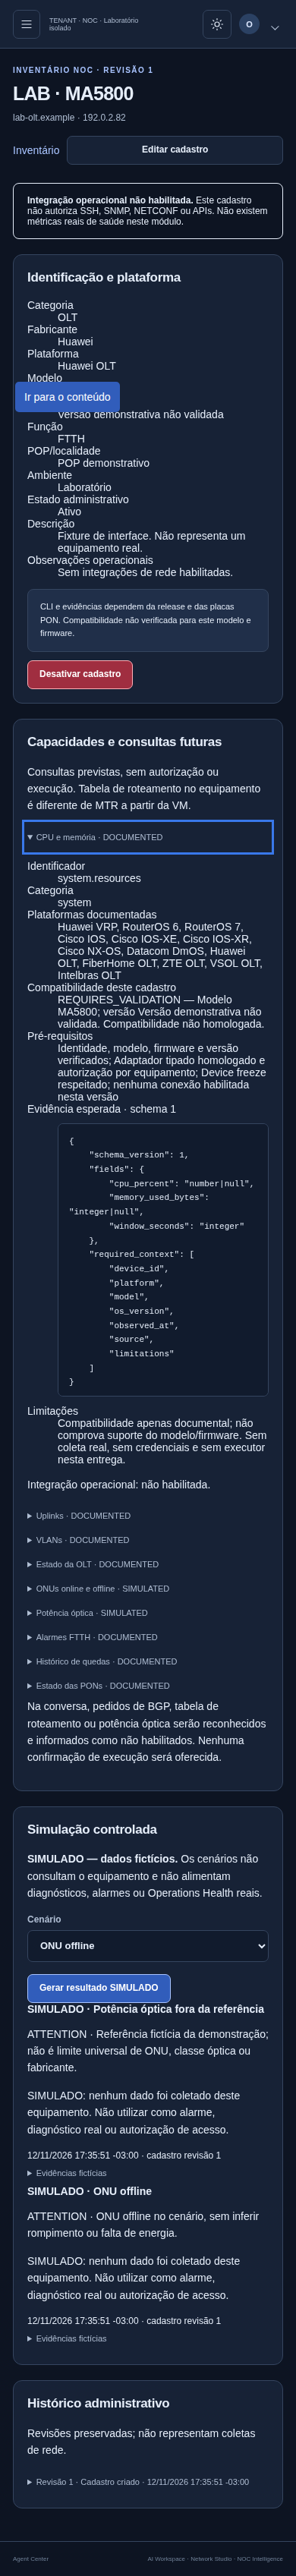 TENANT · NOC · Laboratório
isolado
O
INVENTÁRIO NOC · REVISÃO 1
LAB · MA5800
lab-olt.example · 192.0.2.82
Inventário
Editar cadastro
Integração operacional não habilitada. Este cadastro
não autoriza SSH, SNMP, NETCONF ou APIs. Não existem
métricas reais de saúde neste módulo.
Identificação e plataforma
Categoria
OLT
Fabricante
Huawei
Plataforma
Huawei OLT
Modelo
Ir para o conteúdo
Versão demonstrativa não validada
Função
FTTH
POP/localidade
POP demonstrativo
Ambiente
Laboratório
Estado administrativo
Ativo
Descrição
Fixture de interface. Não representa um
equipamento real.
Observações operacionais
Sem integrações de rede habilitadas.
CLI e evidências dependem da release e das placas
PON. Compatibilidade não verificada para este modelo e
firmware.
Desativar cadastro
Capacidades e consultas futuras
Consultas previstas, sem autorização ou
execução. Tabela de roteamento no equipamento
é diferente de MTR a partir da VM.
▼ CPU e memória · DOCUMENTED
Identificador
system.resources
Categoria
system
Plataformas documentadas
Huawei VRP, RouterOS 6, RouterOS 7,
Cisco IOS, Cisco IOS-XE, Cisco IOS-XR,
Cisco NX-OS, Datacom DmOS, Huawei
OLT, FiberHome OLT, ZTE OLT, VSOL OLT,
Intelbras OLT
Compatibilidade deste cadastro
REQUIRES_VALIDATION — Modelo
MA5800; versão Versão demonstrativa não
validada. Compatibilidade não homologada.
Pré-requisitos
Identidade, modelo, firmware e versão
verificados; Adaptador tipado homologado e
autorização por equipamento; Device freeze
respeitado; nenhuma conexão habilitada
nesta versão
Evidência esperada · schema 1
{
"schema_version": 1,
"fields": {
"cpu_percent": "number|null",
"memory_used_bytes":
"integer|null",
"window_seconds": "integer"
},
"required_context": [
"device_id",
"platform",
"model",
"os_version",
"observed_at",
"source",
"limitations"
]
}
Limitações
Compatibilidade apenas documental; não
comprova suporte do modelo/firmware. Sem
coleta real, sem credenciais e sem executor
nesta entrega.
Integração operacional: não habilitada.
▶ Uplinks · DOCUMENTED
▶ VLANs · DOCUMENTED
▶ Estado da OLT · DOCUMENTED
▶ ONUs online e offline · SIMULATED
▶ Potência óptica · SIMULATED
▶ Alarmes FTTH · DOCUMENTED
▶ Histórico de quedas · DOCUMENTED
▶ Estado das PONs · DOCUMENTED
Na conversa, pedidos de BGP, tabela de
roteamento ou potência óptica serão reconhecidos
e informados como não habilitados. Nenhuma
confirmação de execução será oferecida.
Simulação controlada
SIMULADO — dados fictícios. Os cenários não
consultam o equipamento e não alimentam
diagnósticos, alarmes ou Operations Health reais.
Cenário
ONU offline
Gerar resultado SIMULADO
SIMULADO · Potência óptica fora da referência
ATTENTION · Referência fictícia da demonstração;
não é limite universal de ONU, classe óptica ou
fabricante.
SIMULADO: nenhum dado foi coletado deste
equipamento. Não utilizar como alarme,
diagnóstico real ou autorização de acesso.
12/11/2026 17:35:51 -03:00 · cadastro revisão 1
▶ Evidências fictícias
SIMULADO · ONU offline
ATTENTION · ONU offline no cenário, sem inferir
rompimento ou falta de energia.
SIMULADO: nenhum dado foi coletado deste
equipamento. Não utilizar como alarme,
diagnóstico real ou autorização de acesso.
12/11/2026 17:35:51 -03:00 · cadastro revisão 1
▶ Evidências fictícias
Histórico administrativo
Revisões preservadas; não representam coletas
de rede.
▶ Revisão 1 · Cadastro criado · 12/11/2026 17:35:51 -03:00
Agent Center
AI Workspace · Network Studio · NOC Intelligence